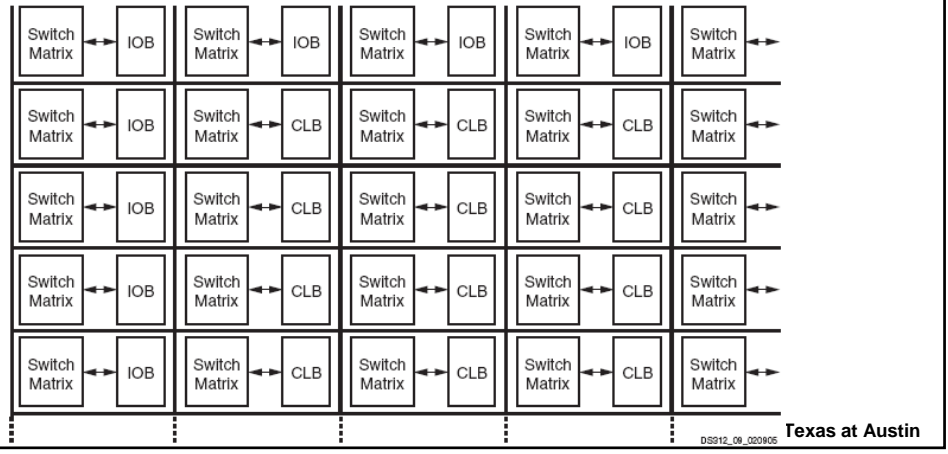 Switch Matrix IOB Switch Matrix IOB Switch Matrix IOB Switch Matrix IOB Switch Matrix
Switch Matrix IOB Switch Matrix CLB Switch Matrix CLB Switch Matrix CLB Switch Matrix
Switch Matrix IOB Switch Matrix CLB Switch Matrix CLB Switch Matrix CLB Switch Matrix
Switch Matrix IOB Switch Matrix CLB Switch Matrix CLB Switch Matrix CLB Switch Matrix
Switch Matrix IOB Switch Matrix CLB Switch Matrix CLB Switch Matrix CLB Switch Matrix
DS312_09_020905
Texas at Austin